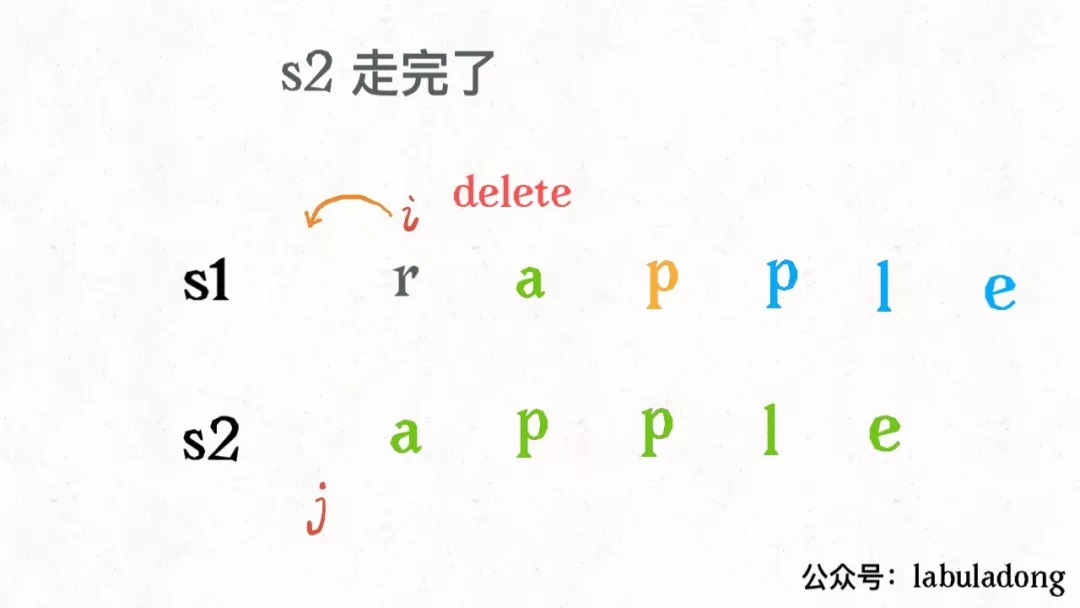 s2 走完了
i delete
s1 r a p p l e
s2 a p p l e
j
公众号：labuladong